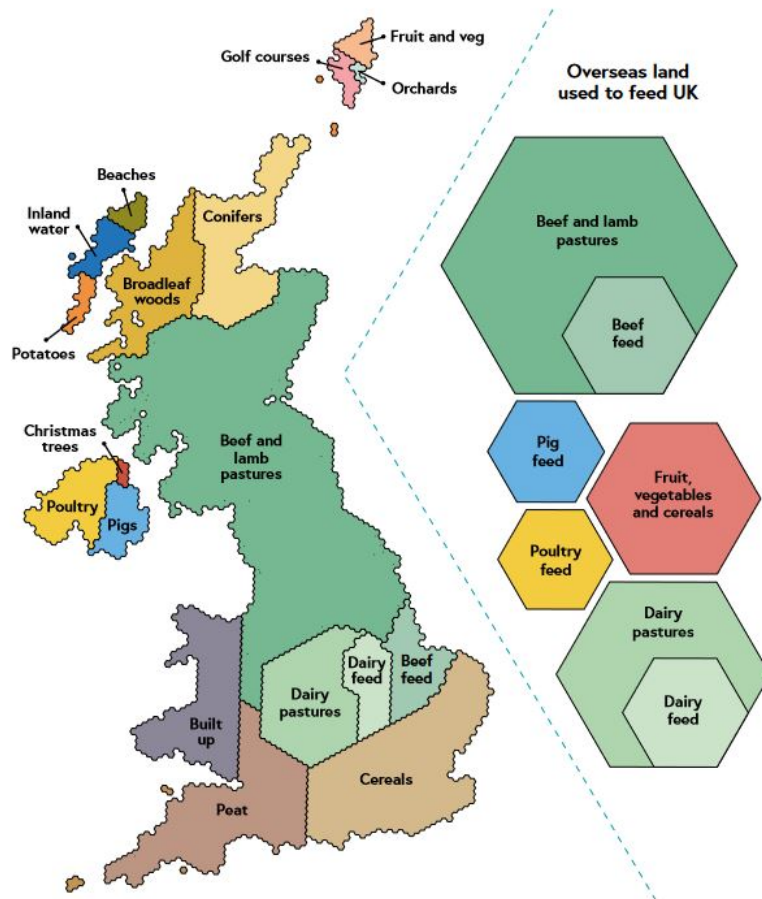 Fruit and veg
Golf courses
Orchards
Overseas land
used to feed UK
Beaches
Inland
water
Conifers
Broadleaf
woods
Potatoes
Beef and lamb
pastures
Beef
feed
Christmas
trees
Beef and
lamb
pastures
Poultry
Pigs
Pig
feed
Fruit,
vegetables
and cereals
Poultry
feed
Built
up
Dairy
pastures
Dairy
feed
Beef
feed
Dairy
pastures
Dairy
feed
Peat
Cereals